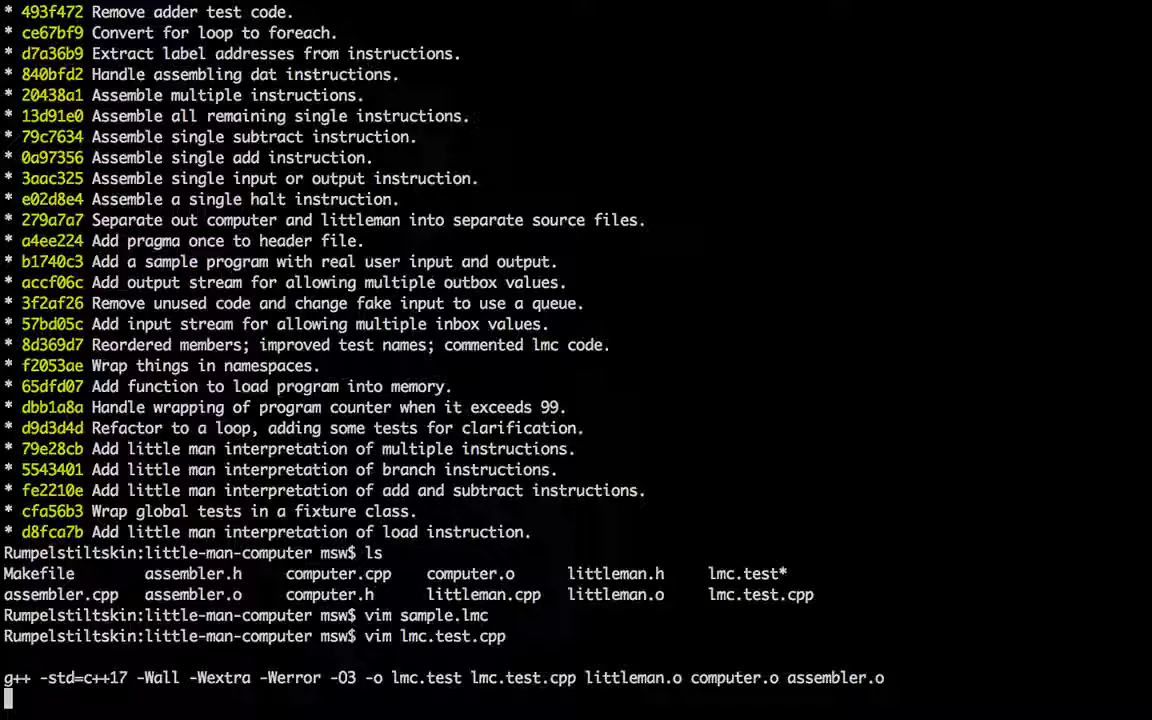 * 493f472 Remove adder test code.
* ce67bf9 Convert for loop to foreach.
* d7a36b9 Extract label addresses from instructions.
* 840bfd2 Handle assembling dat instructions.
* 20438a1 Assemble multiple instructions.
* 13d91e0 Assemble all remaining single instructions.
* 79c7634 Assemble single subtract instruction.
* 0a97356 Assemble single add instruction.
* 3aac325 Assemble single input or output instruction.
* e02d8e4 Assemble a single halt instruction.
* 279a7a7 Separate out computer and littleman into separate source files.
* a4ee224 Add pragma once to header file.
* b1740c3 Add a sample program with real user input and output.
* accf06c Add output stream for allowing multiple outbox values.
* 3f2af26 Remove unused code and change fake input to use a queue.
* 57bd05c Add input stream for allowing multiple inbox values.
* 8d369d7 Reordered members; improved test names; commented lmc code.
* f2053ae Wrap things in namespaces.
* 65dfd07 Add function to load program into memory.
* dbb1a8a Handle wrapping of program counter when it exceeds 99.
* d9d3d4d Refactor to a loop, adding some tests for clarification.
* 79e28cb Add little man interpretation of multiple instructions.
* 5543401 Add little man interpretation of branch instructions.
* fe2210e Add little man interpretation of add and subtract instructions.
* cfa56b3 Wrap global tests in a fixture class.
* d8fca7b Add little man interpretation of load instruction.
Rumpelstiltskin:little-man-computer msw$ ls
Makefile assembler.h computer.cpp computer.o littleman.h lmc.test*
assembler.cpp assembler.o computer.h littleman.cpp littleman.o lmc.test.cpp
Rumpelstiltskin:little-man-computer msw$ vim sample.lmc
Rumpelstiltskin:little-man-computer msw$ vim lmc.test.cpp
g++ -std=c++17 -Wall -Wextra -Werror -O3 -o lmc.test lmc.test.cpp littleman.o computer.o assembler.o